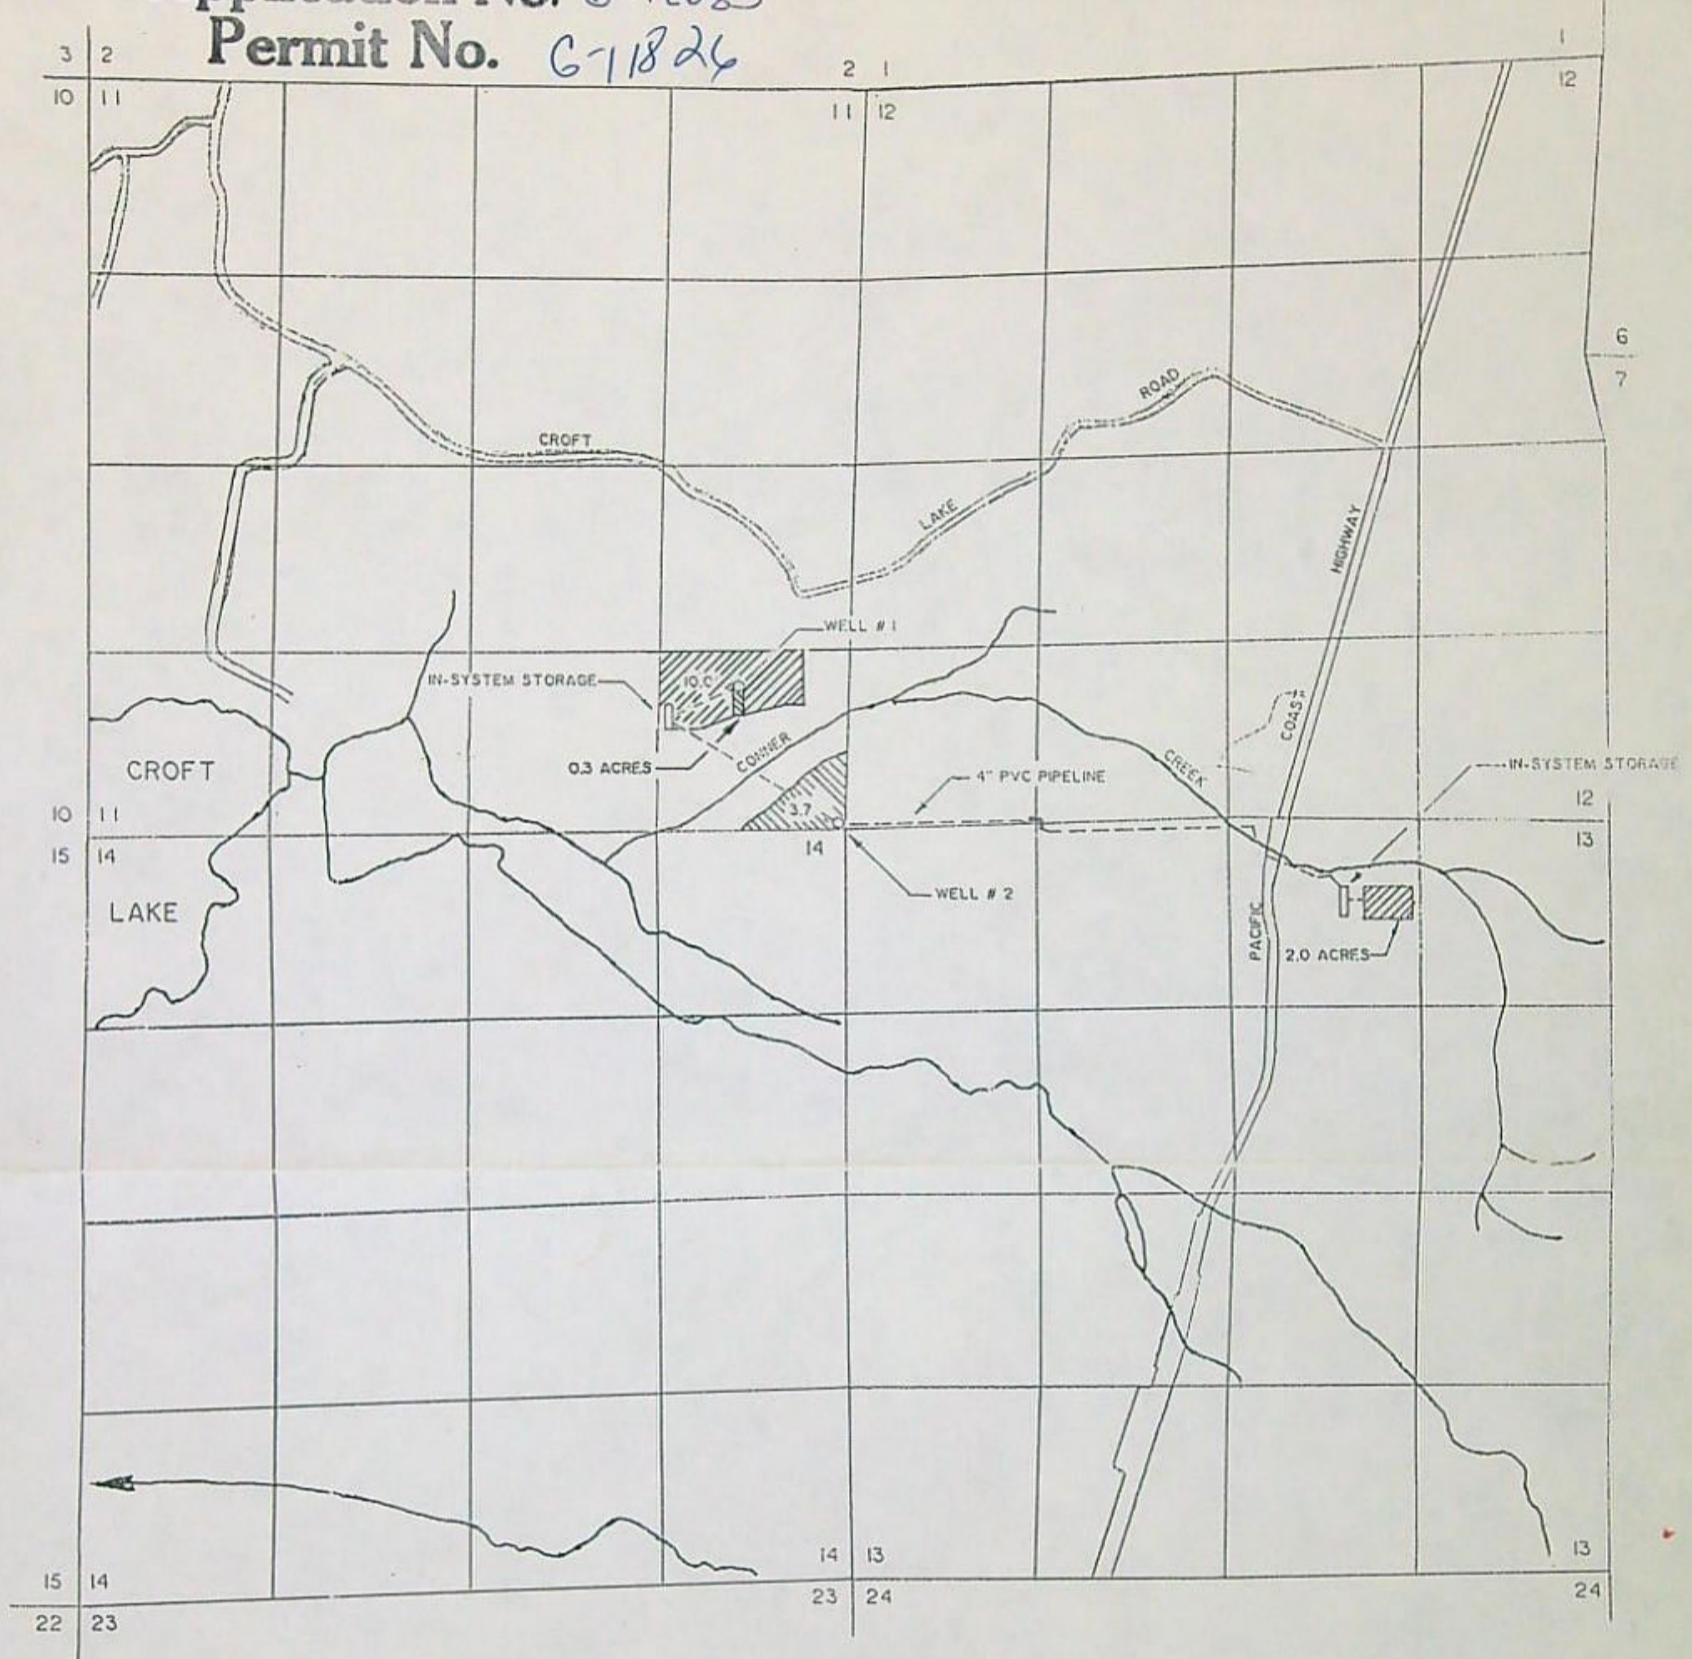 Permit No. G-11826
3 2
2 1
1
10 11
11 12
12
6
7
ROAD
CROFT
LAKE
HIGHWAY
WELL # 1
IN-SYSTEM STORAGE
10.0
COAST
0.3 ACRES
CONNER
CREEK
CROFT
4" PVC PIPELINE
IN-SYSTEM STORAGE
3.7
10 11
12
15 14
14
13
WELL # 2
LAKE
PACIFIC
2.0 ACRES
14 13
13
15 14
23 24
24
22 23